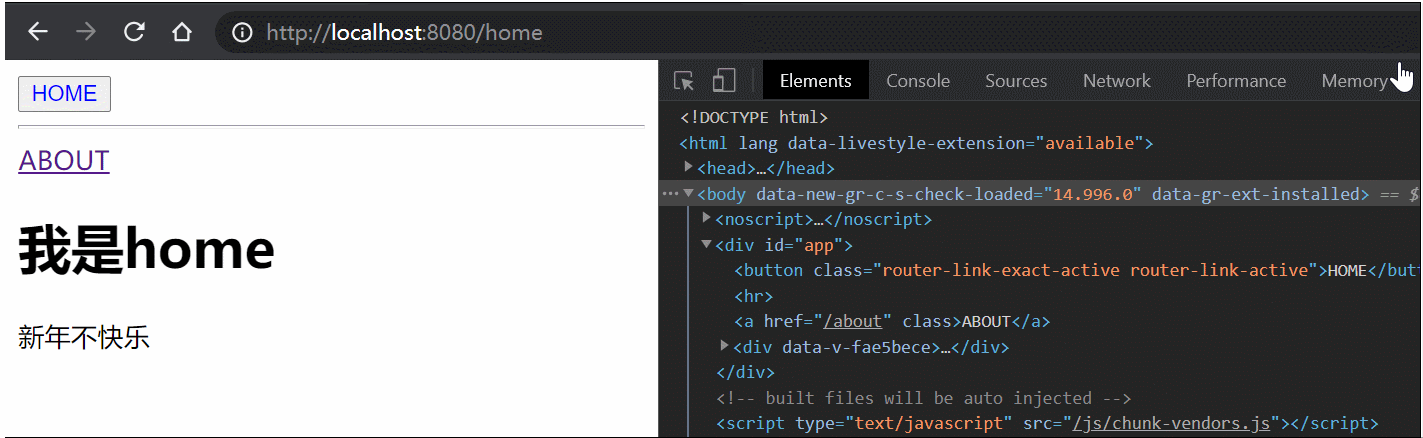 http://localhost:8080/home
HOME
ABOUT
我是home
新年不快乐
Elements Console Sources Network Performance Memory
<!DOCTYPE html>
<html lang data-livestyle-extension="available">
<head>…</head>
<body data-new-gr-c-s-check-loaded="14.996.0" data-gr-ext-installed> == $
<noscript>…</noscript>
<div id="app">
<button class="router-link-exact-active router-link-active">HOME</butt
<hr>
<a href="/about" class>ABOUT</a>
<div data-v-fae5bece>…</div>
</div>
<!-- built files will be auto injected -->
<script type="text/javascript" src="/js/chunk-vendors.js"></script>